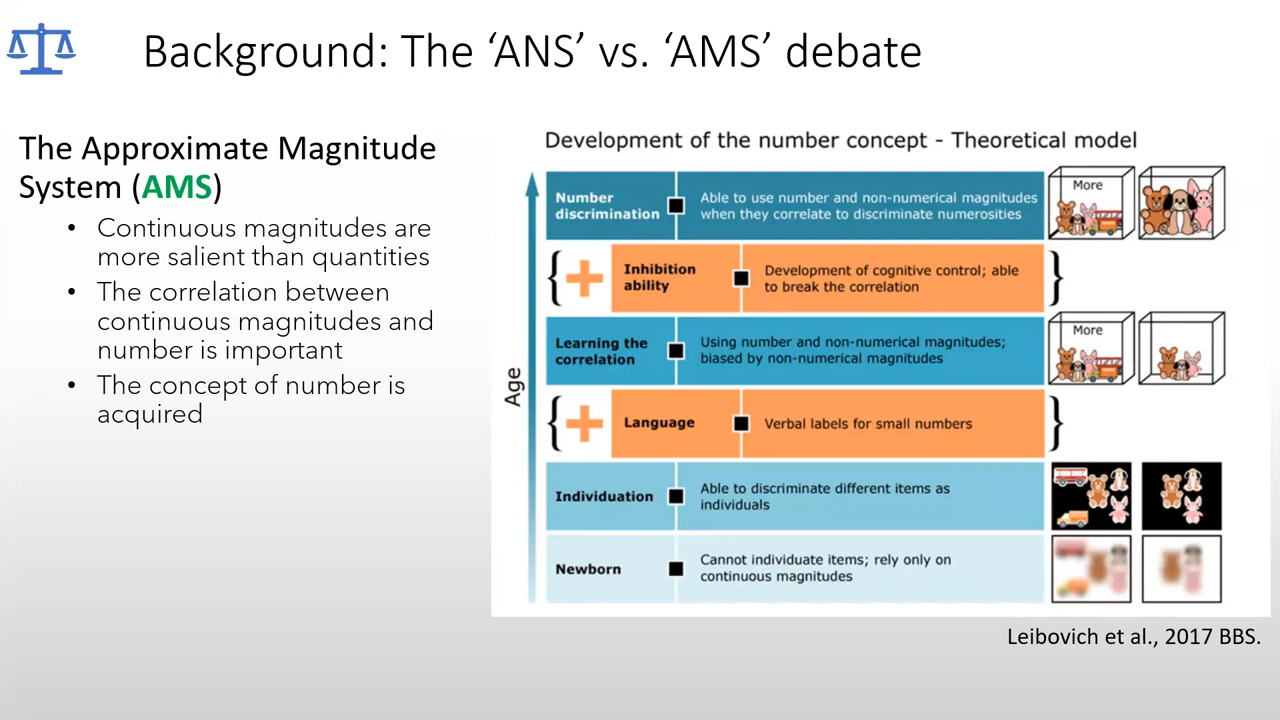 Background: The ‘ANS’ vs. ‘AMS’ debate
The Approximate Magnitude
System (AMS)
• Continuous magnitudes are
more salient than quantities
• The correlation between
continuous magnitudes and
number is important
• The concept of number is
acquired
Development of the number concept - Theoretical model
Age
Number
discrimination
Able to use number and non-numerical magnitudes
when they correlate to discriminate numerosities
More
Inhibition
ability
Development of cognitive control; able
to break the correlation
Learning the
correlation
Using number and non-numerical magnitudes;
biased by non-numerical magnitudes
More
Language
Verbal labels for small numbers
Individuation
Able to discriminate different items as
individuals
Newborn
Cannot individuate items; rely only on
continuous magnitudes
Leibovich et al., 2017 BBS.